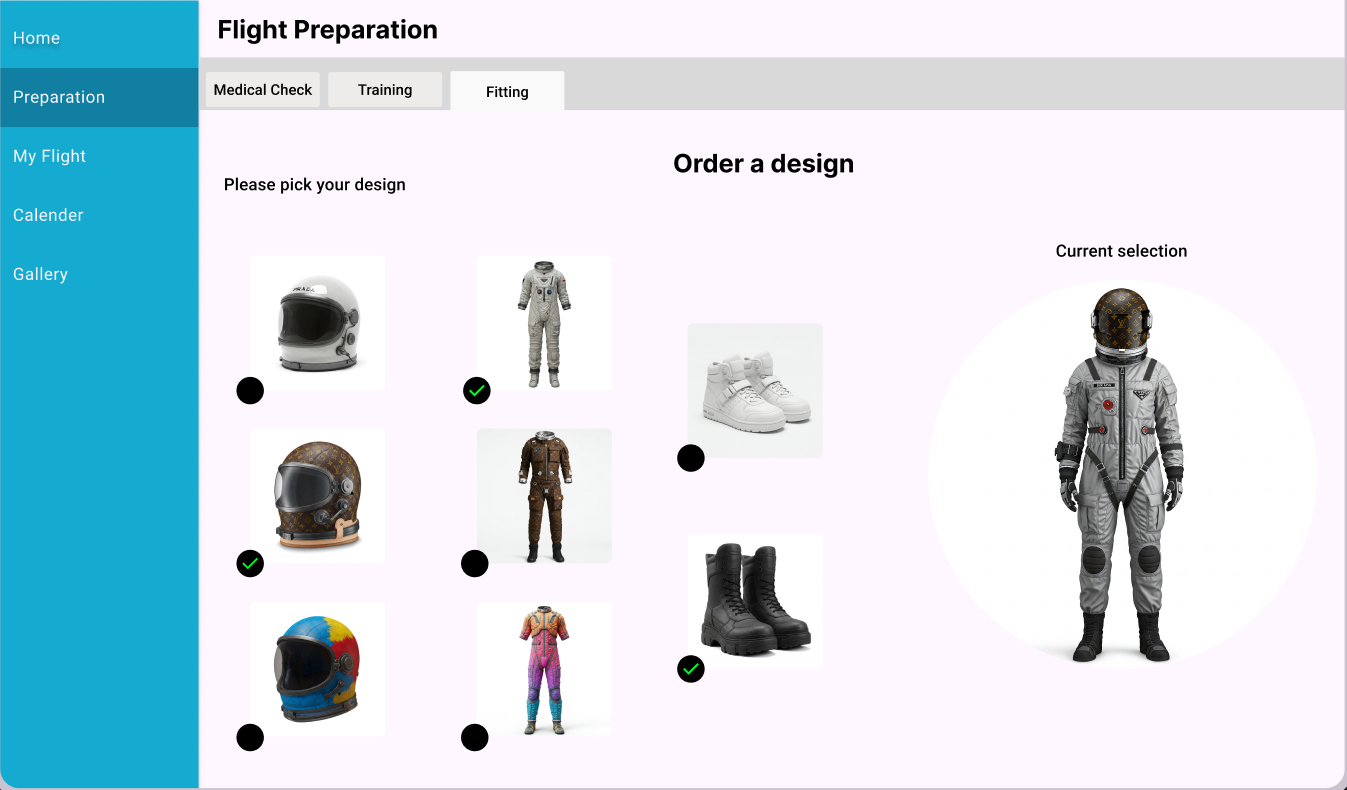 Home
Preparation
My Flight
Calender
Gallery
Flight Preparation
Medical Check
Training
Fitting
Order a design
Please pick your design
Current selection